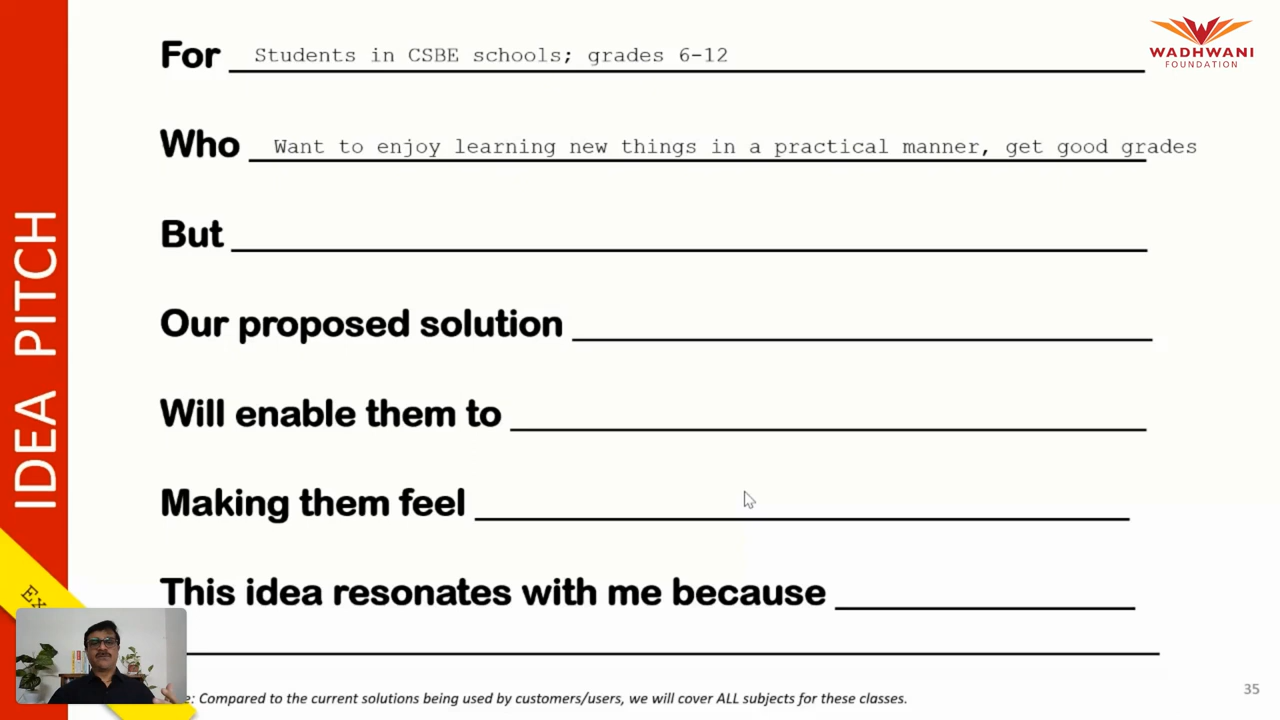 WADHWANI
FOUNDATION
For Students in CSBE schools; grades 6-12
Who Want to enjoy learning new things in a practical manner, get good grades
But
Our proposed solution
Will enable them to
Making them feel
This idea resonates with me because
IDEA PITCH
: Compared to the current solutions being used by customers/users, we will cover ALL subjects for these classes.
35